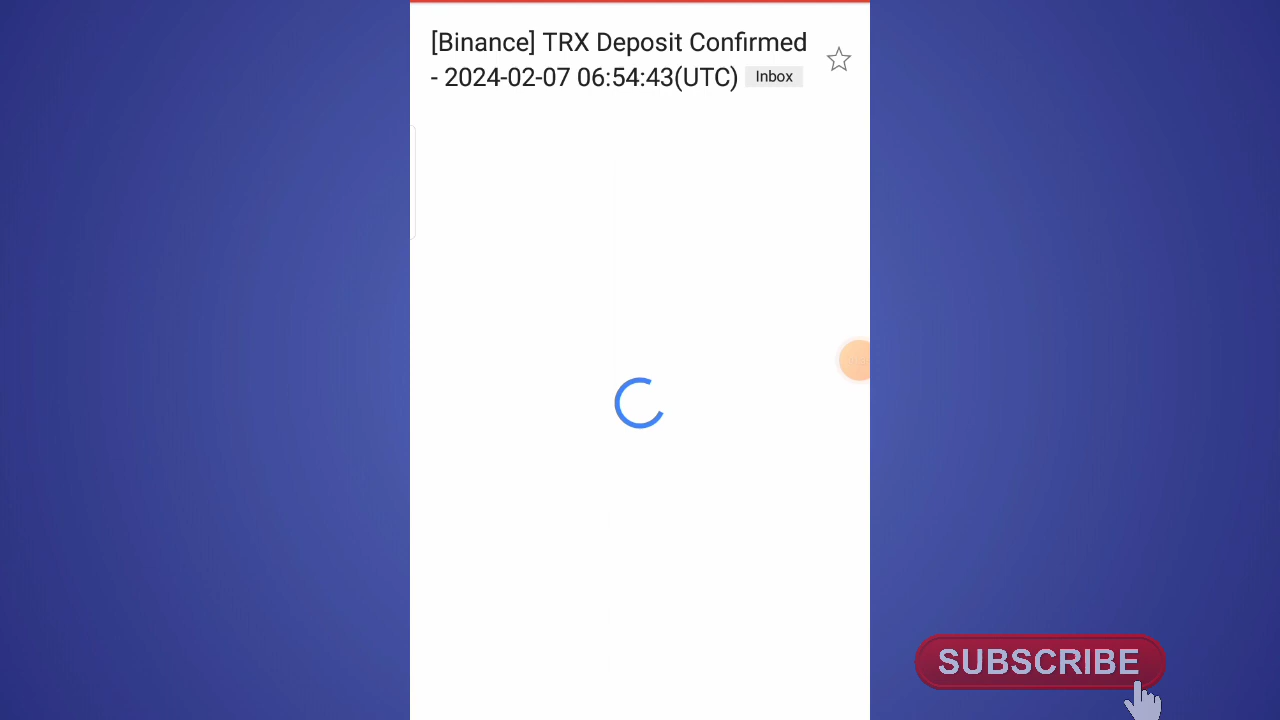 [Binance] TRX Deposit Confirmed
- 2024-02-07 06:54:43(UTC) Inbox
SUBSCRIBE